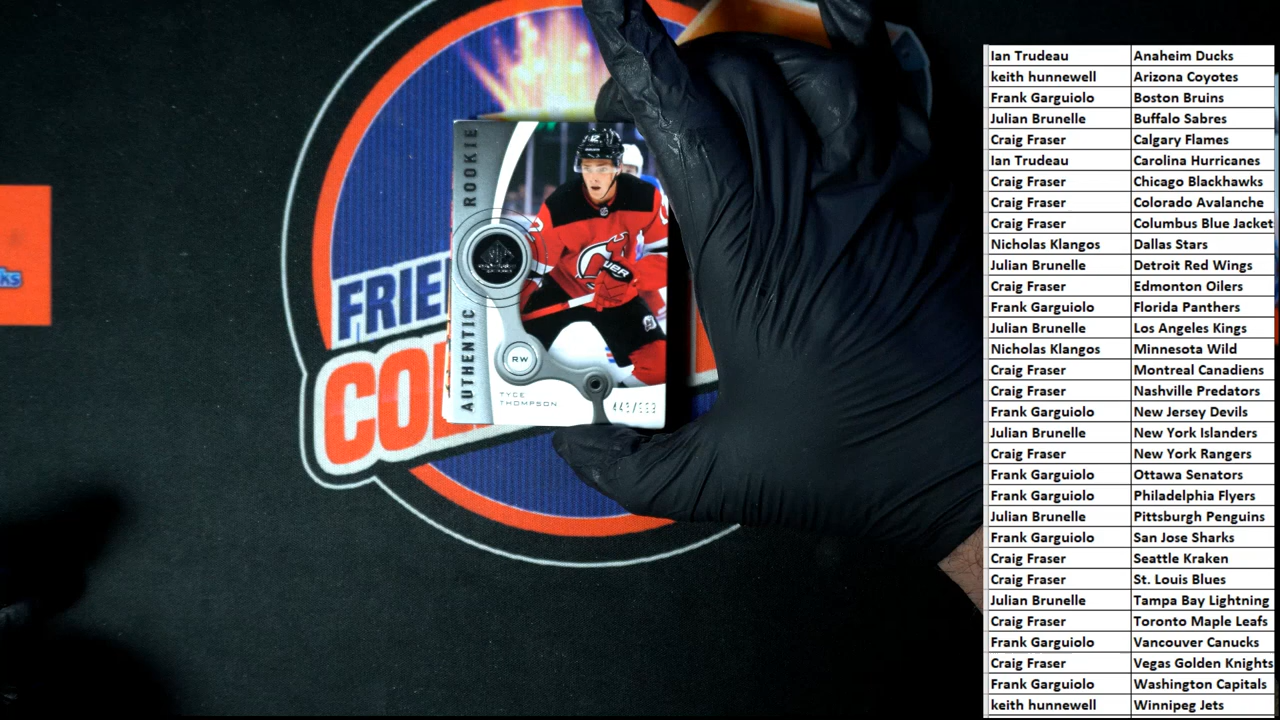 ks
FRIE
COL
AUTHENTIC ROOKIE
RW
TYCE
THOMPSON
Ian Trudeau Anaheim Ducks
keith hunnewell Arizona Coyotes
Frank Garguiolo Boston Bruins
Julian Brunelle Buffalo Sabres
Craig Fraser Calgary Flames
Ian Trudeau Carolina Hurricanes
Craig Fraser Chicago Blackhawks
Craig Fraser Colorado Avalanche
Craig Fraser Columbus Blue Jacket
Nicholas Klangos Dallas Stars
Julian Brunelle Detroit Red Wings
Craig Fraser Edmonton Oilers
Frank Garguiolo Florida Panthers
Julian Brunelle Los Angeles Kings
Nicholas Klangos Minnesota Wild
Craig Fraser Montreal Canadiens
Craig Fraser Nashville Predators
Frank Garguiolo New Jersey Devils
Julian Brunelle New York Islanders
Craig Fraser New York Rangers
Frank Garguiolo Ottawa Senators
Frank Garguiolo Philadelphia Flyers
Julian Brunelle Pittsburgh Penguins
Frank Garguiolo San Jose Sharks
Craig Fraser Seattle Kraken
Craig Fraser St. Louis Blues
Julian Brunelle Tampa Bay Lightning
Craig Fraser Toronto Maple Leafs
Frank Garguiolo Vancouver Canucks
Craig Fraser Vegas Golden Knights
Frank Garguiolo Washington Capitals
keith hunnewell Winnipeg Jets